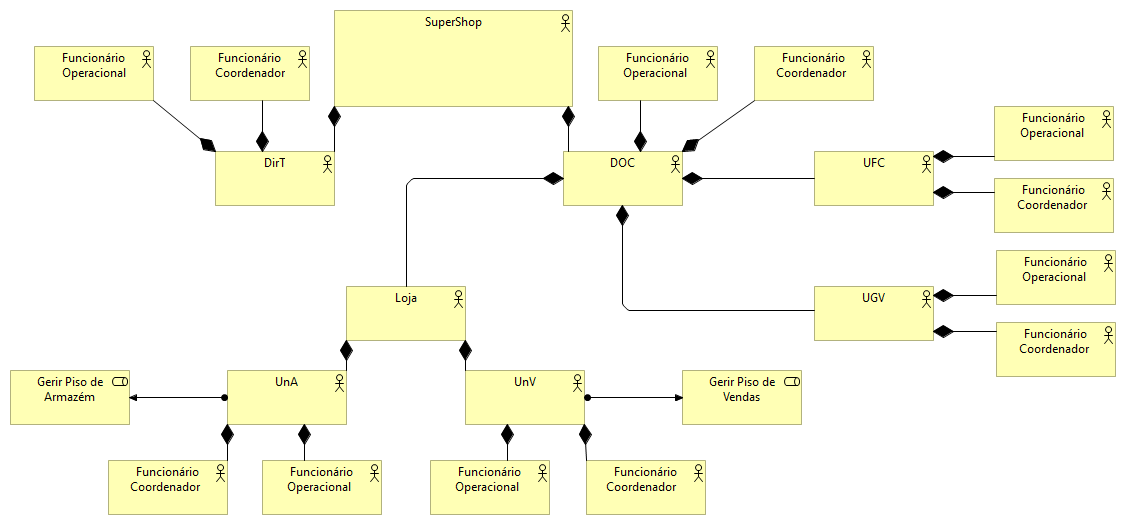 SuperShop
Funcionário
Operacional
Funcionário
Coordenador
Funcionário
Operacional
Funcionário
Coordenador
Funcionário
Operacional
DirT
DOC
UFC
Funcionário
Coordenador
Funcionário
Operacional
Loja
UGV
Funcionário
Coordenador
Gerir Piso de
Armazém
UnA
UnV
Gerir Piso de
Vendas
Funcionário
Coordenador
Funcionário
Operacional
Funcionário
Operacional
Funcionário
Coordenador